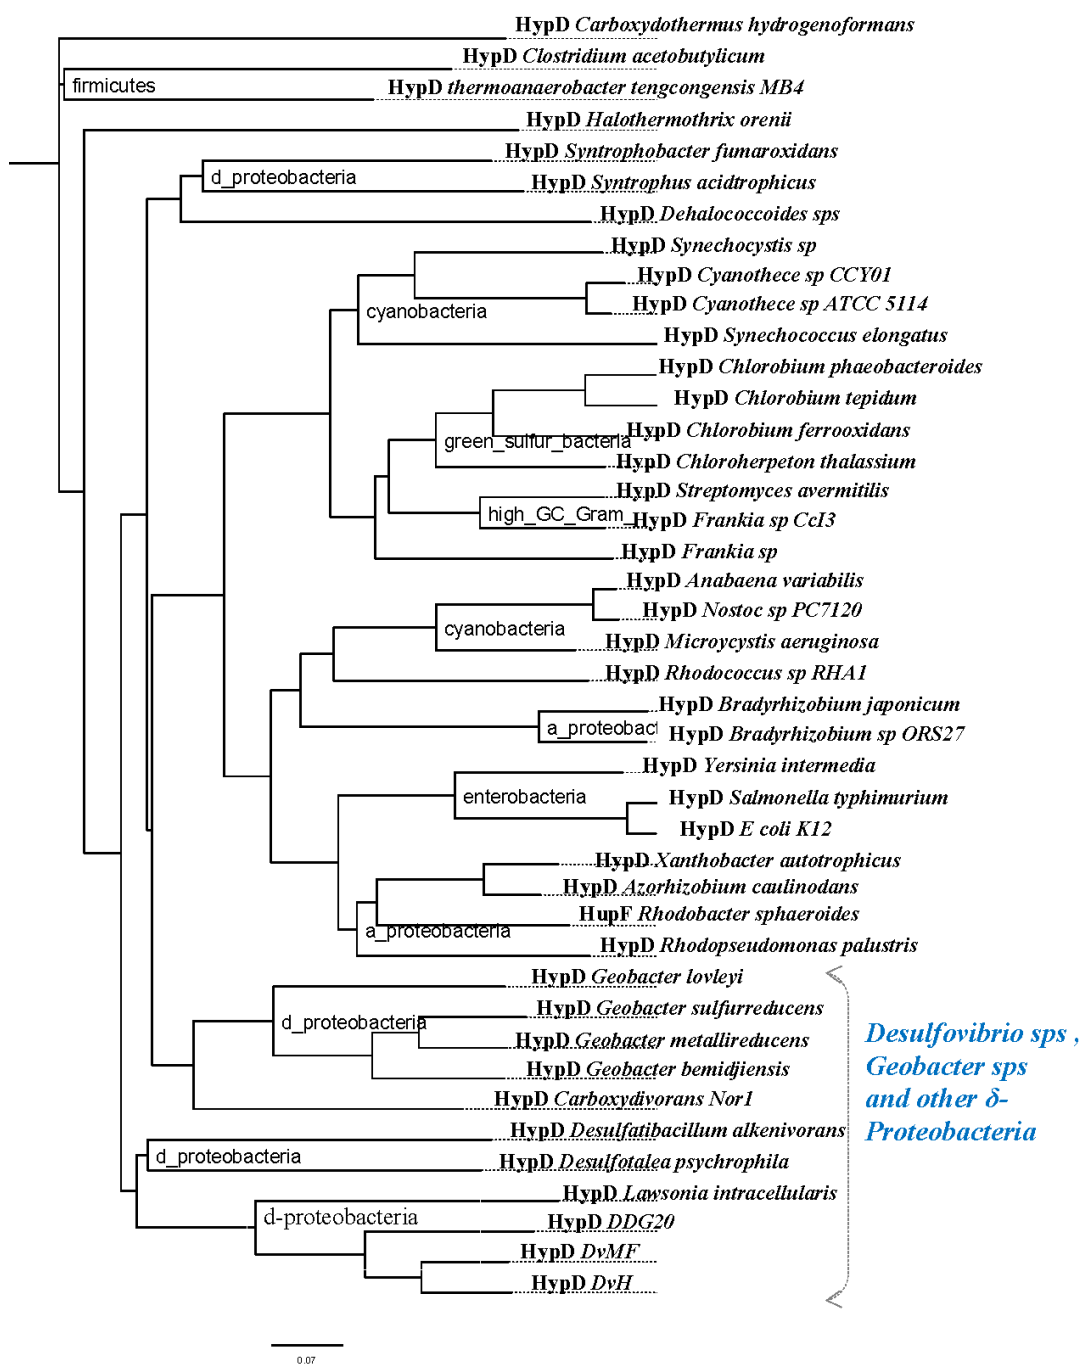 HypD Carboxydothermus hydrogenoformans
HypD Clostridium acetobutylicum
firmicutes
HypD thermoanaerobacter tengcongensis MB4
HypD Halothermothrix orenii
HypD Syntrophobacter fumaroxidans
d_proteobacteria
HypD Syntrophus acidtrophicus
HypD Dehalococcoides sps
HypD Synechocystis sp
HypD Cyanothece sp CCY01
HypD Cyanothece sp ATCC 5114
cyanobacteria
HypD Synechococcus elongatus
HypD Chlorobium phaeobacteroides
HypD Chlorobium tepidum
HypD Chlorobium ferrooxidans
green_sulfur_bacteria
HypD Chloroherpeton thalassium
HypD Streptomyces avermitilis
high_GC_Gram_
HypD Frankia sp CcI3
HypD Frankia sp
HypD Anabaena variabilis
HypD Nostoc sp PC7120
cyanobacteria
HypD Microycystis aeruginosa
HypD Rhodococcus sp RHA1
HypD Bradyrhizobium japonicum
a_proteobact
HypD Bradyrhizobium sp ORS27
HypD Yersinia intermedia
enterobacteria
HypD Salmonella typhimurium
HypD E coli K12
HypD Xanthobacter autotrophicus
HypD Azorhizobium caulinodans
HupF Rhodobacter sphaeroides
a_proteobacteria
HypD Rhodopseudomonas palustris
HypD Geobacter lovleyi
HypD Geobacter sulfurreducens
d_proteobacteria
HypD Geobacter metallireducens
HypD Geobacter bemidjiensis
HypD Carboxydivorans Nor1
HypD Desulfatibacillum alkenivorans
d_proteobacteria
HypD Desulfotalea psychrophila
HypD Lawsonia intracellularis
d-proteobacteria
HypD DDG20
HypD DvMF
HypD DvH
Desulfovibrio sps ,
Geobacter sps
and other δ-
Proteobacteria
0.07